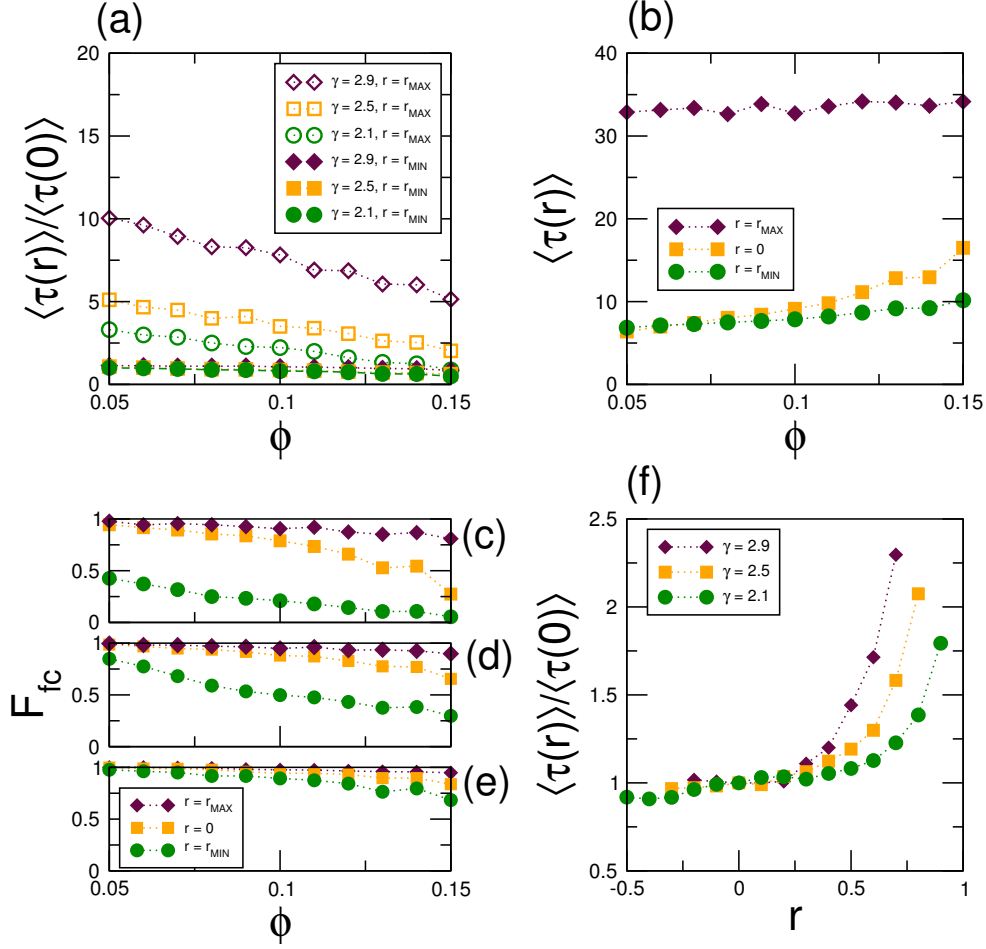 (a)
20
15
10
5
0
⟨τ(r)⟩/⟨τ(0)⟩
γ = 2.9, r = rMAX
γ = 2.5, r = rMAX
γ = 2.1, r = rMAX
γ = 2.9, r = rMIN
γ = 2.5, r = rMIN
γ = 2.1, r = rMIN
0.05
0.1
0.15
ϕ
(b)
40
30
20
10
0
⟨τ(r)⟩
r = rMAX
r = 0
r = rMIN
0.05
0.1
0.15
ϕ
Ffc
1
0.5
0
(c)
1
0.5
0
(d)
1
0.5
0
(e)
r = rMAX
r = 0
r = rMIN
0.05
0.1
0.15
ϕ
(f)
2.5
2
1.5
1
0.5
⟨τ(r)⟩/⟨τ(0)⟩
γ = 2.9
γ = 2.5
γ = 2.1
-0.5
0
0.5
1
r